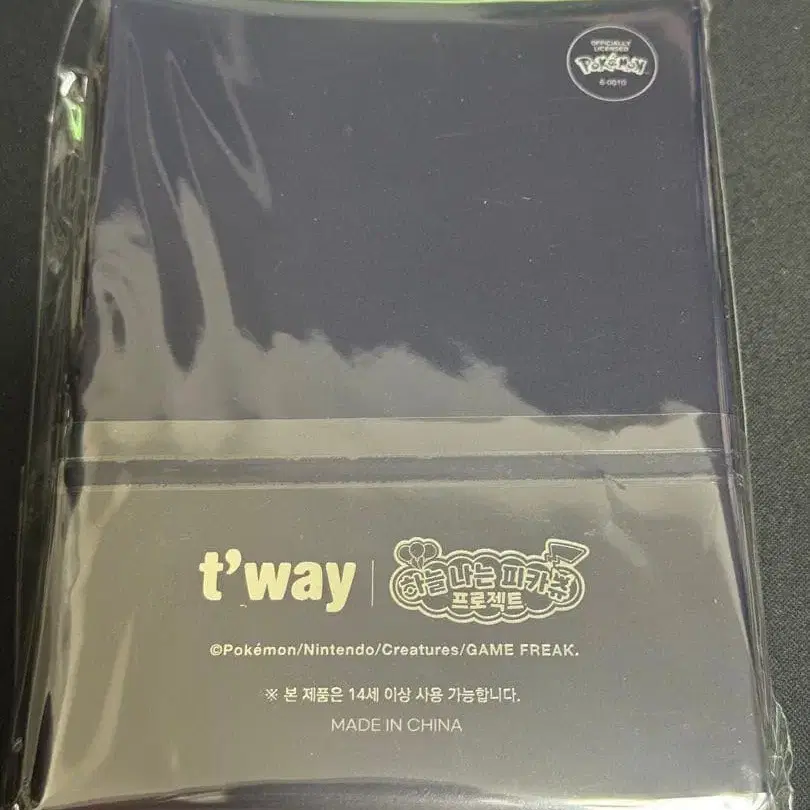 OFFICIALLY
LICENSED
POKéMON
t'way
하늘 나는 피카츄
프로젝트
©Pokémon/Nintendo/Creatures/GAME FREAK.
※ 본 제품은 14세 이상 사용 가능합니다.
MADE IN CHINA